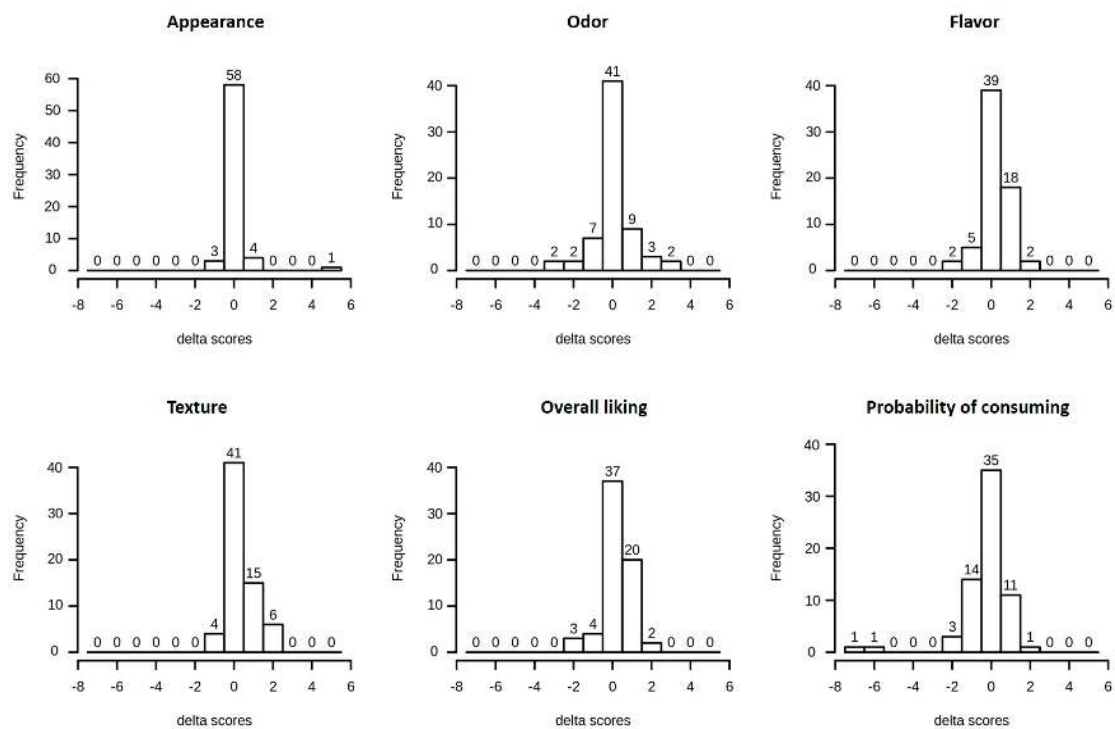 Appearance
Frequency
60
50
40
30
20
10
0
58
0 0 0 0 0 0 3 4 0 0 0 1
-8 -6 -4 -2 0 2 4 6
delta scores
Odor
Frequency
40
30
20
10
0
41
0 0 0 0 2 2 7 9 3 2 0 0
-8 -6 -4 -2 0 2 4 6
delta scores
Flavor
Frequency
40
30
20
10
0
39
0 0 0 0 0 2 5 18 2 0 0 0
-8 -6 -4 -2 0 2 4 6
delta scores
Texture
Frequency
40
30
20
10
0
41
0 0 0 0 0 0 4 15 6 0 0 0
-8 -6 -4 -2 0 2 4 6
delta scores
Overall liking
Frequency
40
30
20
10
0
37
0 0 0 0 0 3 4 20 2 0 0 0
-8 -6 -4 -2 0 2 4 6
delta scores
Probability of consuming
Frequency
40
30
20
10
0
35
1 1 0 0 0 3 14 11 1 0 0 0
-8 -6 -4 -2 0 2 4 6
delta scores